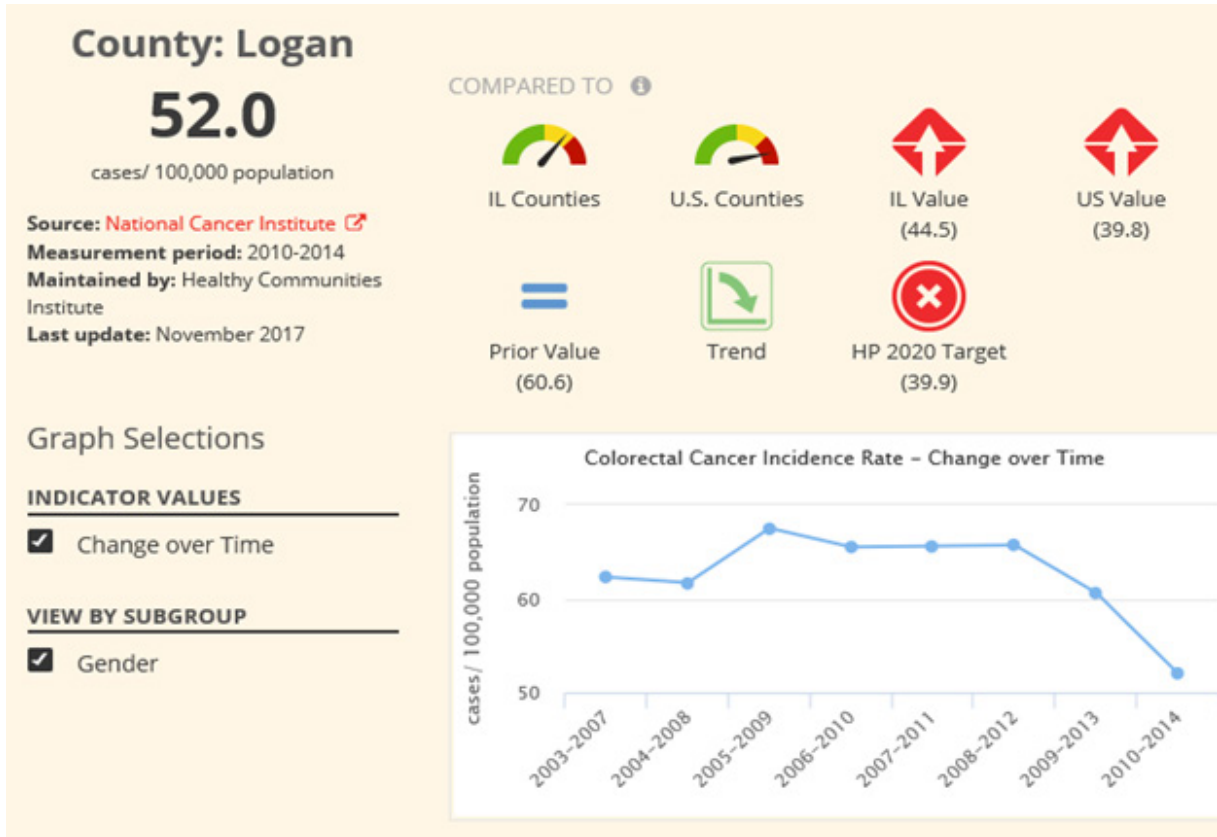 County: Logan
52.0
cases/ 100,000 population
Source: National Cancer Institute
Measurement period: 2010-2014
Maintained by: Healthy Communities
Institute
Last update: November 2017
COMPARED TO
IL Counties
U.S. Counties
IL Value
(44.5)
US Value
(39.8)
Prior Value
(60.6)
Trend
HP 2020 Target
(39.9)
Graph Selections
INDICATOR VALUES
Change over Time
VIEW BY SUBGROUP
Gender
Colorectal Cancer Incidence Rate – Change over Time
cases/ 100,000 population
70
60
50
2003–2007
2004–2008
2005–2009
2006–2010
2007–2011
2008–2012
2009–2013
2010–2014